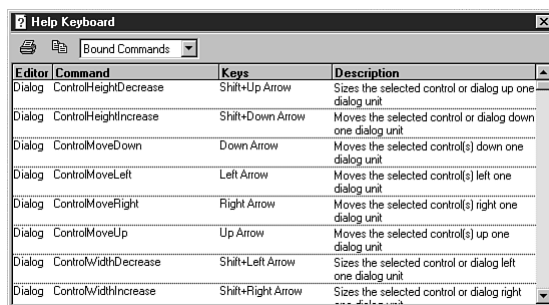 Help Keyboard
Bound Commands
Editor Command Keys Description
Dialog ControlHeightDecrease Shift+Up Arrow Sizes the selected control or dialog up one
dialog unit
Dialog ControlHeightIncrease Shift+Down Arrow Moves the selected control or dialog down
one dialog unit
Dialog ControlMoveDown Down Arrow Moves the selected control(s) down one
dialog unit
Dialog ControlMoveLeft Left Arrow Moves the selected control(s) left one
dialog unit
Dialog ControlMoveRight Right Arrow Moves the selected control(s) right one
dialog unit
Dialog ControlMoveUp Up Arrow Moves the selected control(s) up one
dialog unit
Dialog ControlWidthDecrease Shift+Left Arrow Sizes the selected control or dialog left
one dialog unit
Dialog ControlWidthIncrease Shift+Right Arrow Sizes the selected control or dialog right
one dialog unit